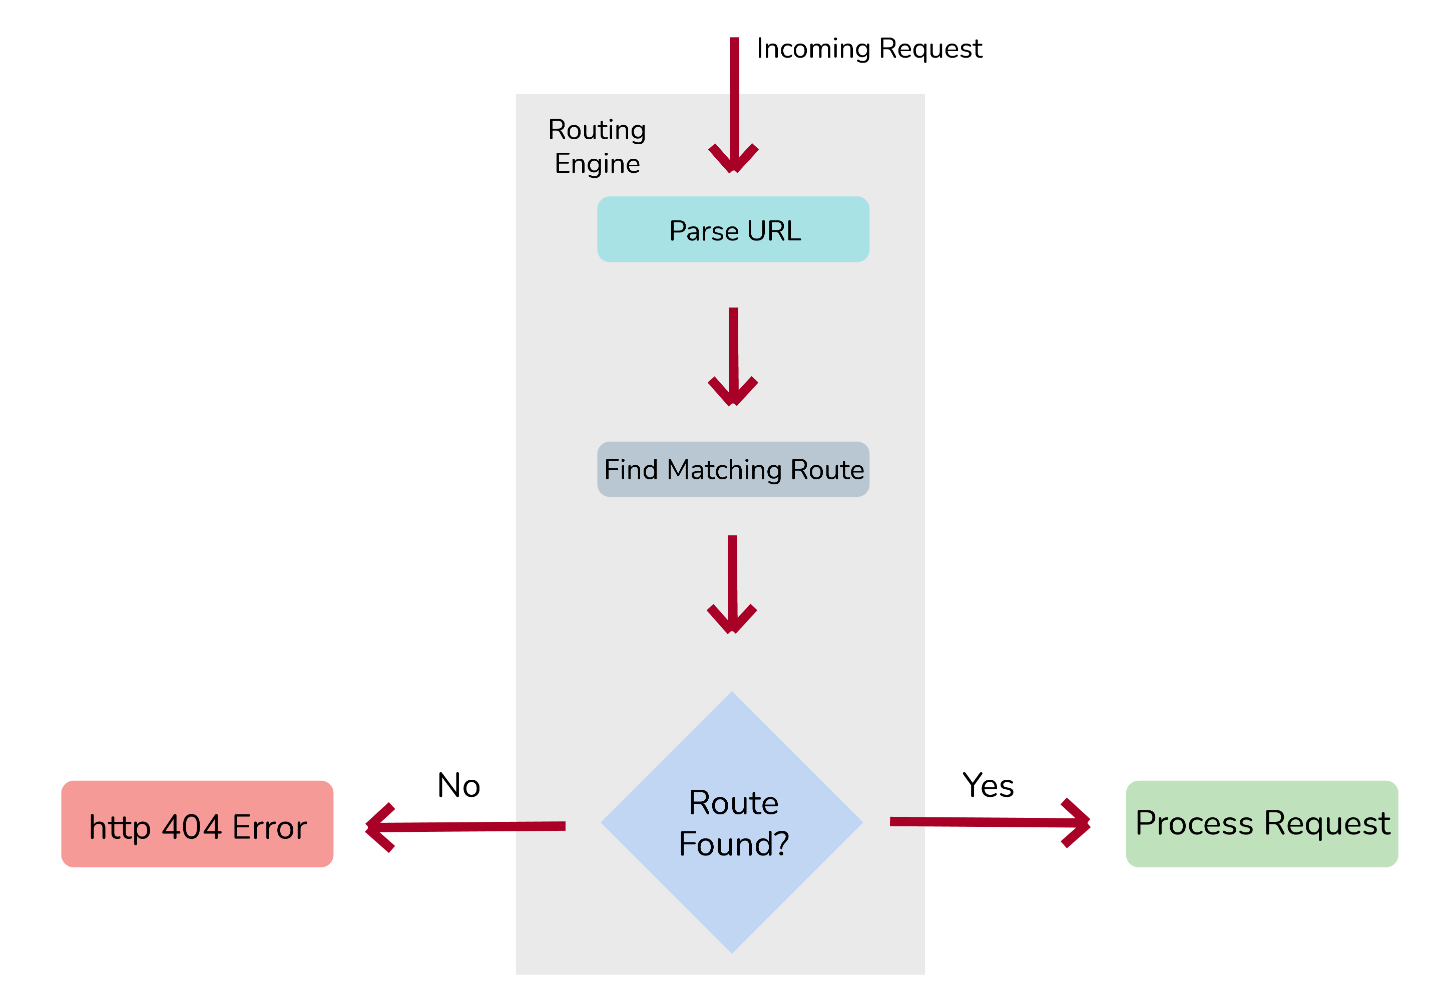 Incoming Request
Routing
Engine
Parse URL
Find Matching Route
Route
Found?
No
Yes
http 404 Error
Process Request